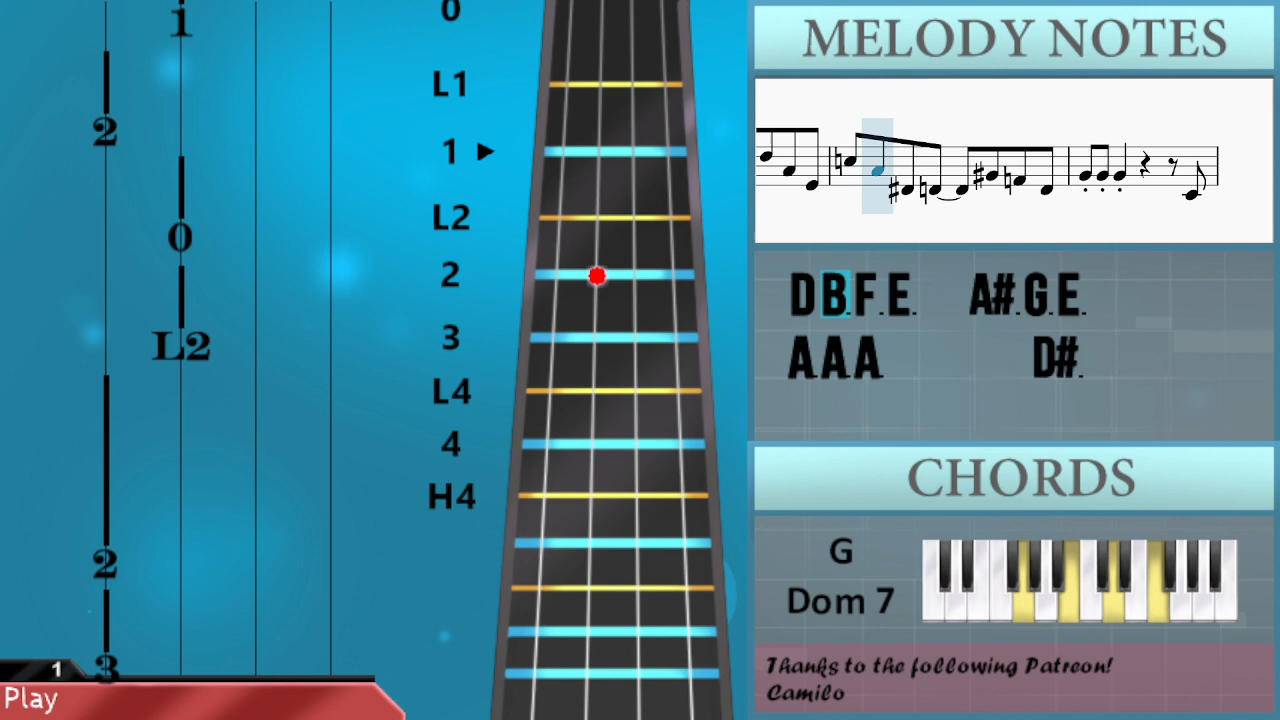 1
2
0
L2
2
3
1
Play
0
L1
1
L2
2
3
L4
4
H4
MELODY NOTES
D B. F. E. A#. G. E.
A. A. A. D#.
CHORDS
G
Dom 7
Thanks to the following Patreon!
Camilo